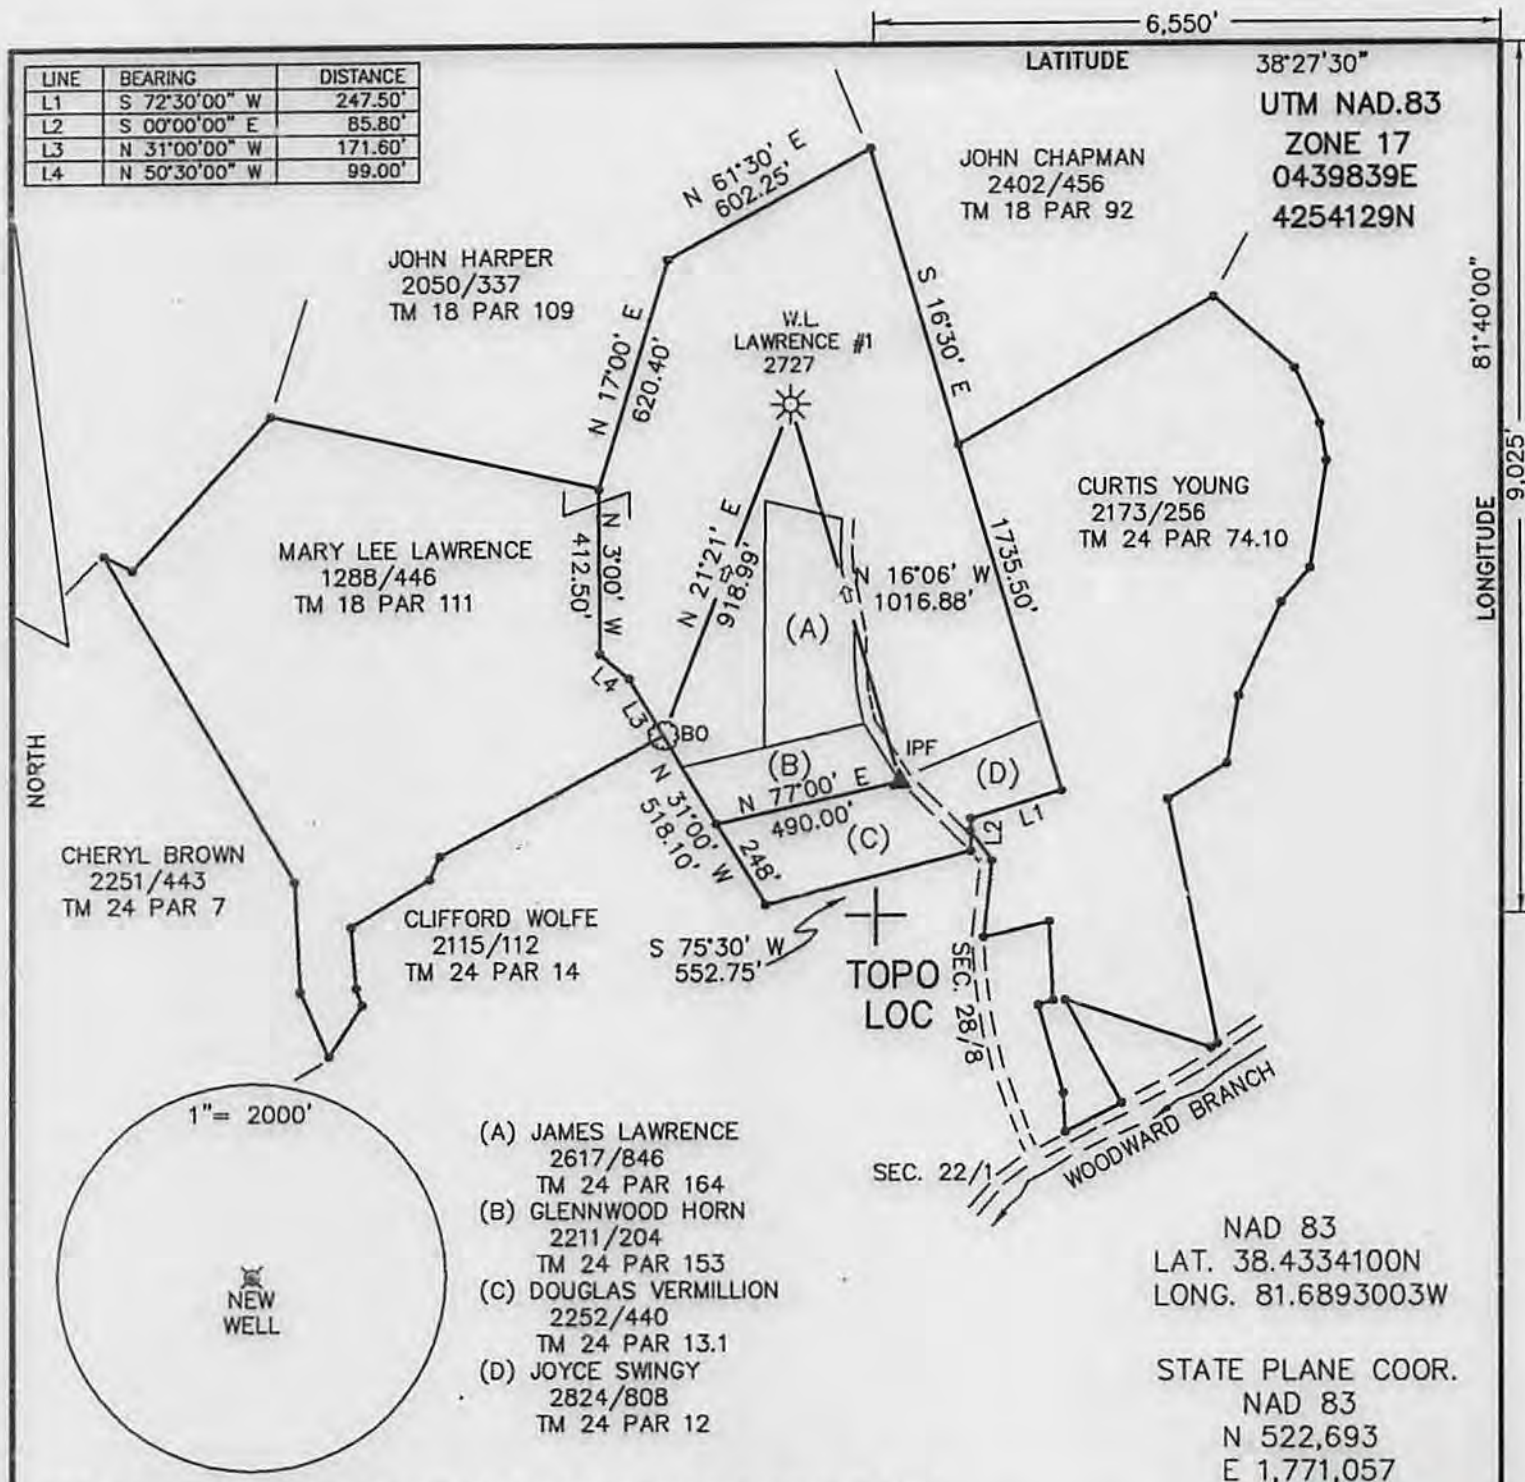 6,550'
LATITUDE 38°27'30"
LINE BEARING DISTANCE
L1 S 72°30'00" W 247.50'
L2 S 00°00'00" E 85.80'
L3 N 31°00'00" W 171.60'
L4 N 50°30'00" W 99.00'
UTM NAD.83
ZONE 17
0439839E
4254129N
N 61°30' E
602.25'
JOHN CHAPMAN
2402/456
TM 18 PAR 92
JOHN HARPER
2050/337
TM 18 PAR 109
N 17°00' E
620.40'
W.L.
LAWRENCE #1
2727
S 16°30' E
1735.50'
81°40'00"
LONGITUDE
9,025'
CURTIS YOUNG
2173/256
TM 24 PAR 74.10
MARY LEE LAWRENCE
1288/446
TM 18 PAR 111
N 3°00' W
412.50'
N 21°21' E
918.99'
N 16°06' W
1016.88'
(A)
L4
L3
BO
IPF
(B)
(D)
N 77°00' E
490.00'
L1
L2
(C)
N 31°00' W
518.10'
248'
NORTH
CHERYL BROWN
2251/443
TM 24 PAR 7
CLIFFORD WOLFE
2115/112
TM 24 PAR 14
S 75°30' W
552.75'
TOPO
LOC
SEC. 28/8
SEC. 22/1
WOODWARD BRANCH
1"= 2000'
NEW
WELL
(A) JAMES LAWRENCE
2617/846
TM 24 PAR 164
(B) GLENNWOOD HORN
2211/204
TM 24 PAR 153
(C) DOUGLAS VERMILLION
2252/440
TM 24 PAR 13.1
(D) JOYCE SWINGY
2824/808
TM 24 PAR 12
NAD 83
LAT. 38.4334100N
LONG. 81.6893003W
STATE PLANE COOR.
NAD 83
N 522,693
E 1,771,057